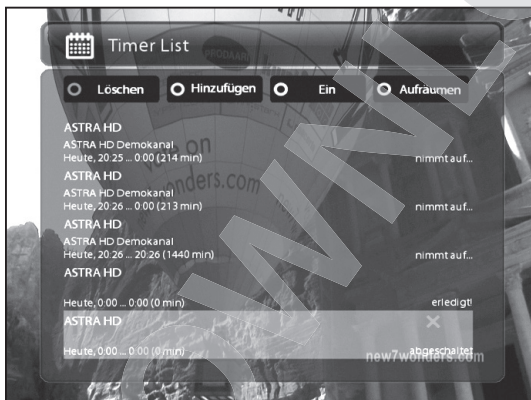 Timer List
Löschen Hinzufügen Ein Aufräumen
ASTRA HD
ASTRA HD Demokanal
Heute, 20:25 ... 0:00 (214 min) nimmt auf...
ASTRA HD
ASTRA HD Demokanal
Heute, 20:26 ... 0:00 (213 min) nimmt auf...
ASTRA HD
ASTRA HD Demokanal
Heute, 20:26 ... 20:26 (1440 min) nimmt auf...
ASTRA HD
Heute, 0:00 ... 0:00 (0 min) erledigt!
ASTRA HD
Heute, 0:00 ... 0:00 (0 min) abgeschaltet
new7wonders.com